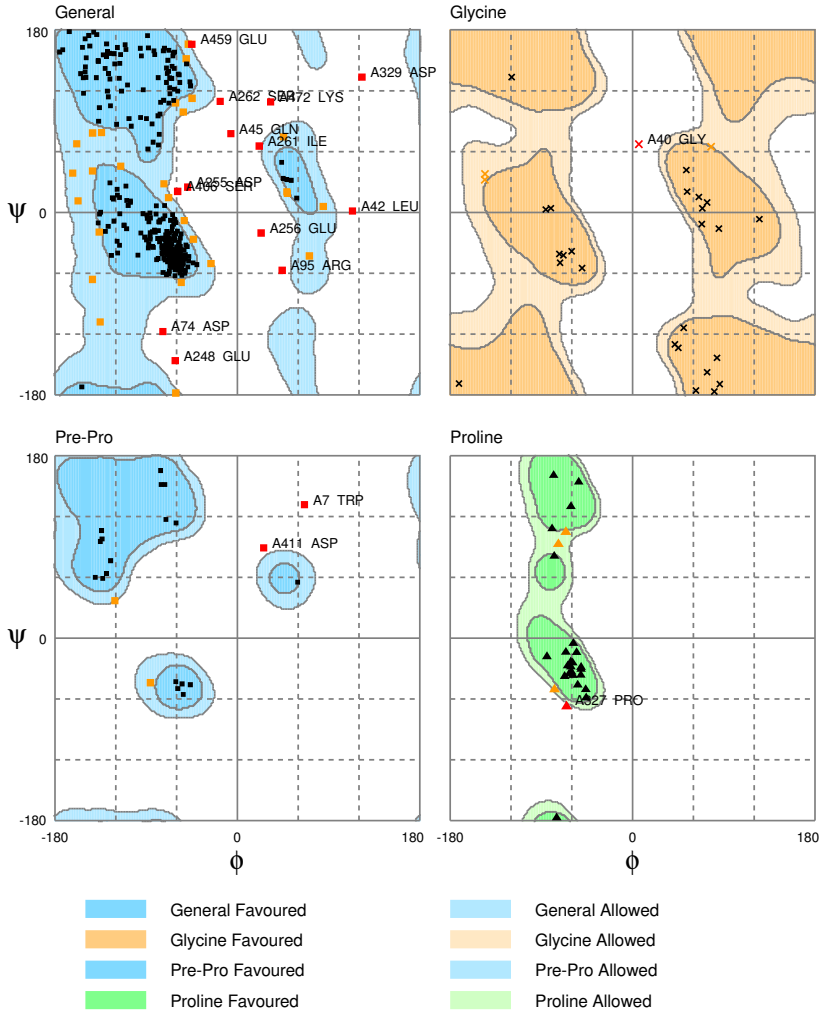 General
Glycine
180
A459 GLU
A329 ASP
A262 SER
A472 LYS
A45 GLN
A261 ILE
A40 GLY
A255 ASP
A466 SER
A42 LEU
Ψ
0
A256 GLU
A95 ARG
A74 ASP
A248 GLU
-180
Pre-Pro
Proline
180
A7 TRP
A411 ASP
Ψ
0
A327 PRO
-180
-180 0 180 -180 0 180
ϕ ϕ
General Favoured General Allowed
Glycine Favoured Glycine Allowed
Pre-Pro Favoured Pre-Pro Allowed
Proline Favoured Proline Allowed